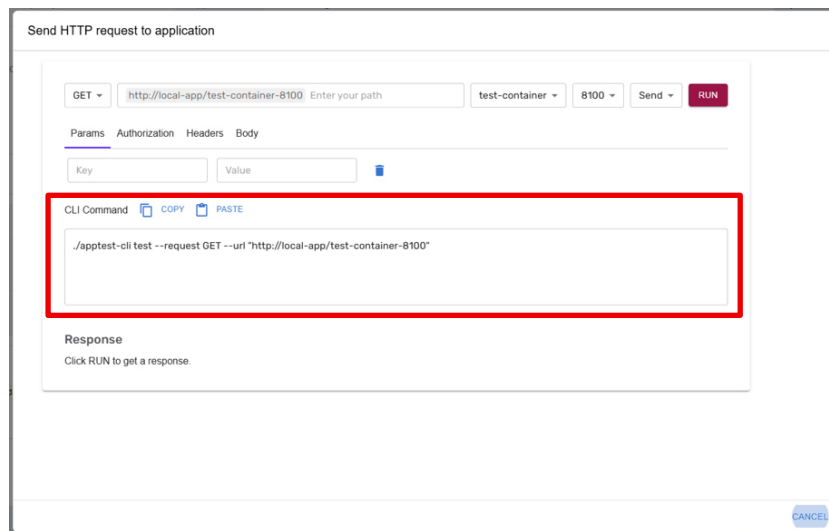 Send HTTP request to application
GET http://local-app/test-container-8100 Enter your path test-container 8100 Send RUN
Params Authorization Headers Body
Key Value
CLI Command COPY PASTE
./apptest-cli test --request GET --url "http://local-app/test-container-8100"
Response
Click RUN to get a response.
CANCEL